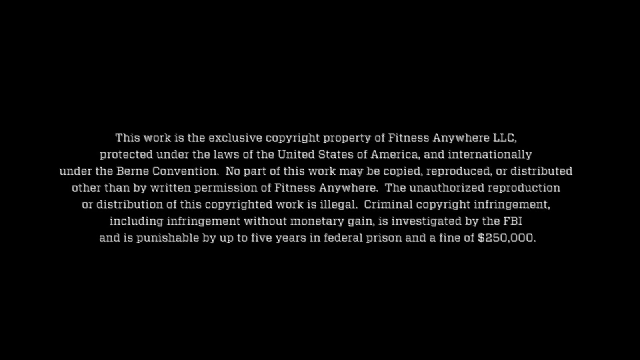 This work is the exclusive copyright property of Fitness Anywhere LLC,
protected under the laws of the United States of America, and internationally
under the Berne Convention.  No part of this work may be copied, reproduced, or distributed
other than by written permission of Fitness Anywhere.  The unauthorized reproduction
or distribution of this copyrighted work is illegal.  Criminal copyright infringement,
including infringement without monetary gain, is investigated by the FBI
and is punishable by up to five years in federal prison and a fine of $250,000.